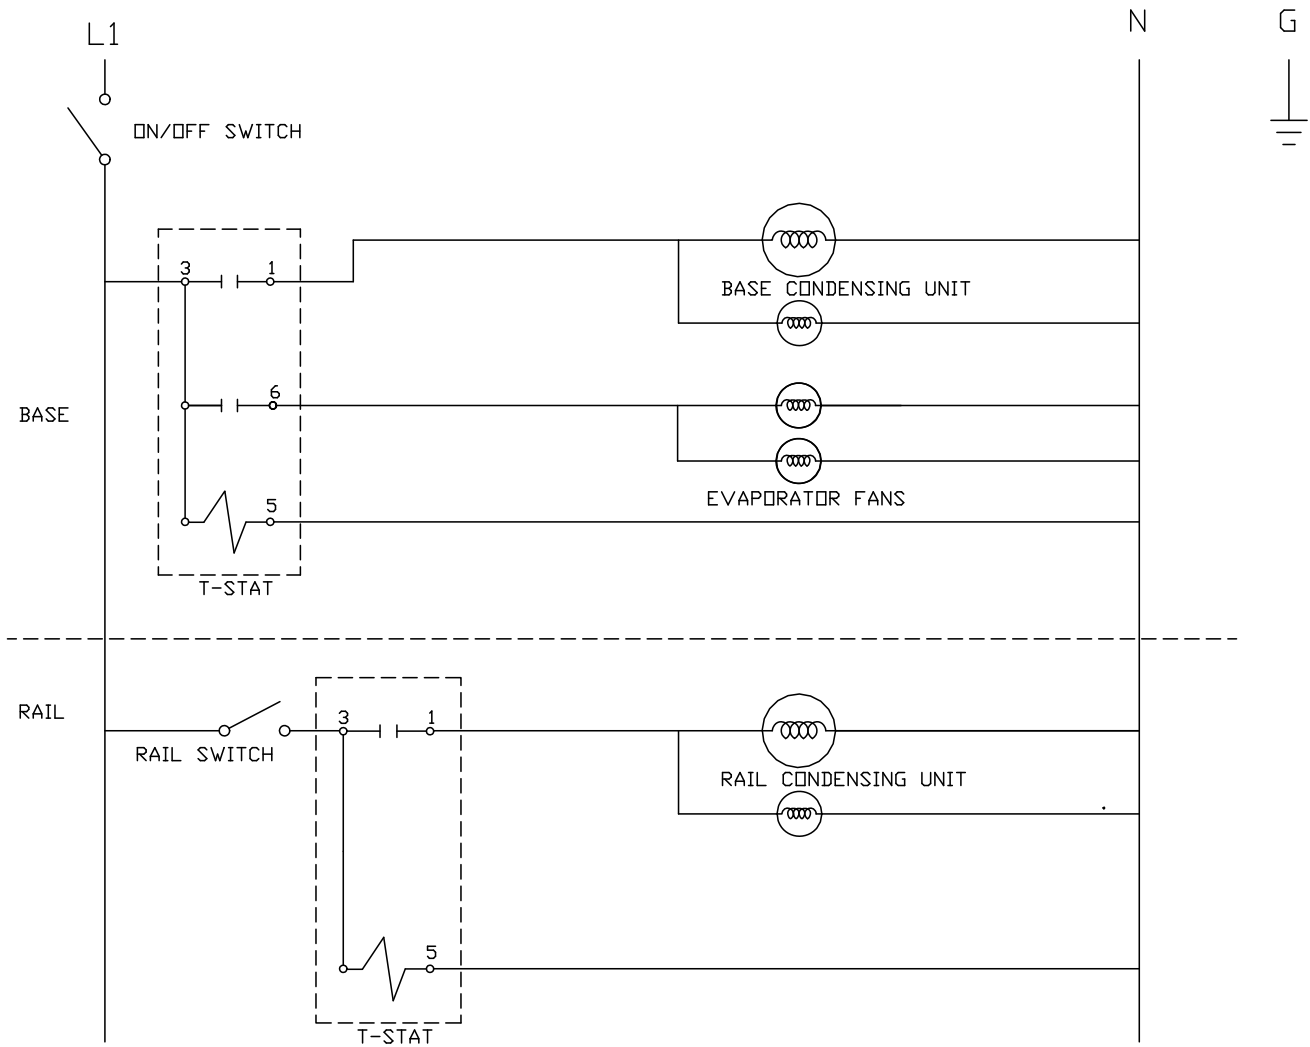 L1
N
G
ON/OFF SWITCH
3
1
BASE CONDENSING UNIT
6
BASE
EVAPORATOR FANS
5
T-STAT
RAIL
3
1
RAIL SWITCH
RAIL CONDENSING UNIT
5
T-STAT